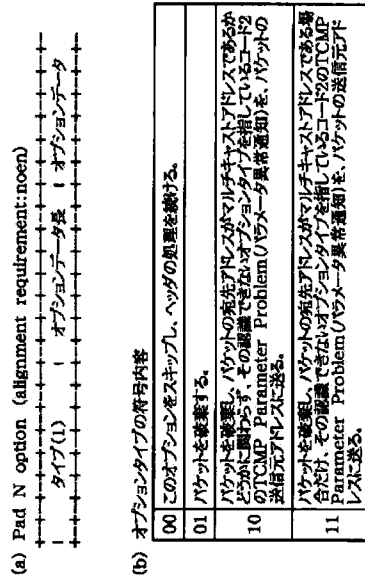 (a) Pad N option (alignment requirement:noen)
タイプ(1) | オプションデータ長 | オプションデータ
(b) オプションタイプの符号内容
00 このオプションをスキップし、ヘッダの処理を続ける。
01 パケットを破棄する。
10 パケットを破棄し、パケットの宛先アドレスがマルチキャストアドレスであるか
どうかに関わらず、その認識できないオプションタイプを指しているコード2
のTCMP Parameter Problem(パラメータ異常通知)を、パケットの
送信元アドレスに送る。
11 パケットを破棄し、パケットの宛先アドレスがマルチキャストアドレスである場
合だけ、その認識できないオプションタイプを指しているコード2のTCMP
Parameter Problem(パラメータ異常通知)を、パケットの送信元アド
レスに送る。